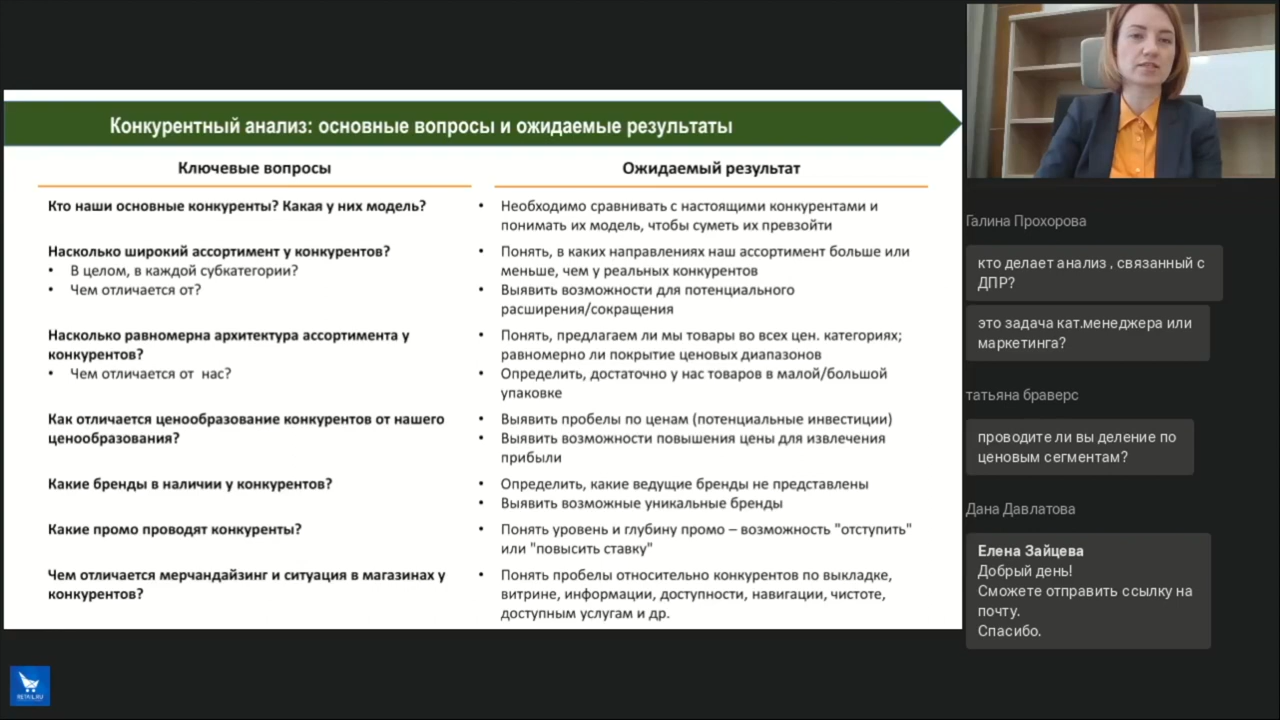 Конкурентный анализ: основные вопросы и ожидаемые результаты
Ключевые вопросы
Ожидаемый результат
Кто наши основные конкуренты? Какая у них модель?
• Необходимо сравнивать с настоящими конкурентами и
понимать их модель, чтобы суметь их превзойти
Насколько широкий ассортимент у конкурентов?
• В целом, в каждой субкатегории?
• Чем отличается от?
• Понять, в каких направлениях наш ассортимент больше или
меньше, чем у реальных конкурентов
• Выявить возможности для потенциального
расширения/сокращения
Насколько равномерна архитектура ассортимента у
конкурентов?
• Чем отличается от нас?
• Понять, предлагаем ли мы товары во всех цен. категориях;
равномерно ли покрытие ценовых диапазонов
• Определить, достаточно у нас товаров в малой/большой
упаковке
Как отличается ценообразование конкурентов от нашего
ценообразования?
• Выявить пробелы по ценам (потенциальные инвестиции)
• Выявить возможности повышения цены для извлечения
прибыли
Какие бренды в наличии у конкурентов?
• Определить, какие ведущие бренды не представлены
• Выявить возможные уникальные бренды
Какие промо проводят конкуренты?
• Понять уровень и глубину промо – возможность "отступить"
или "повысить ставку"
Чем отличается мерчандайзинг и ситуация в магазинах у
конкурентов?
• Понять пробелы относительно конкурентов по выкладке,
витрине, информации, доступности, навигации, чистоте,
доступным услугам и др.
RETAIL.RU
Галина Прохорова
кто делает анализ , связанный с
ДПР?
это задача кат.менеджера или
маркетинга?
татьяна браверс
проводите ли вы деление по
ценовым сегментам?
Дана Давлатова
Елена Зайцева
Добрый день!
Сможете отправить ссылку на
почту.
Спасибо.